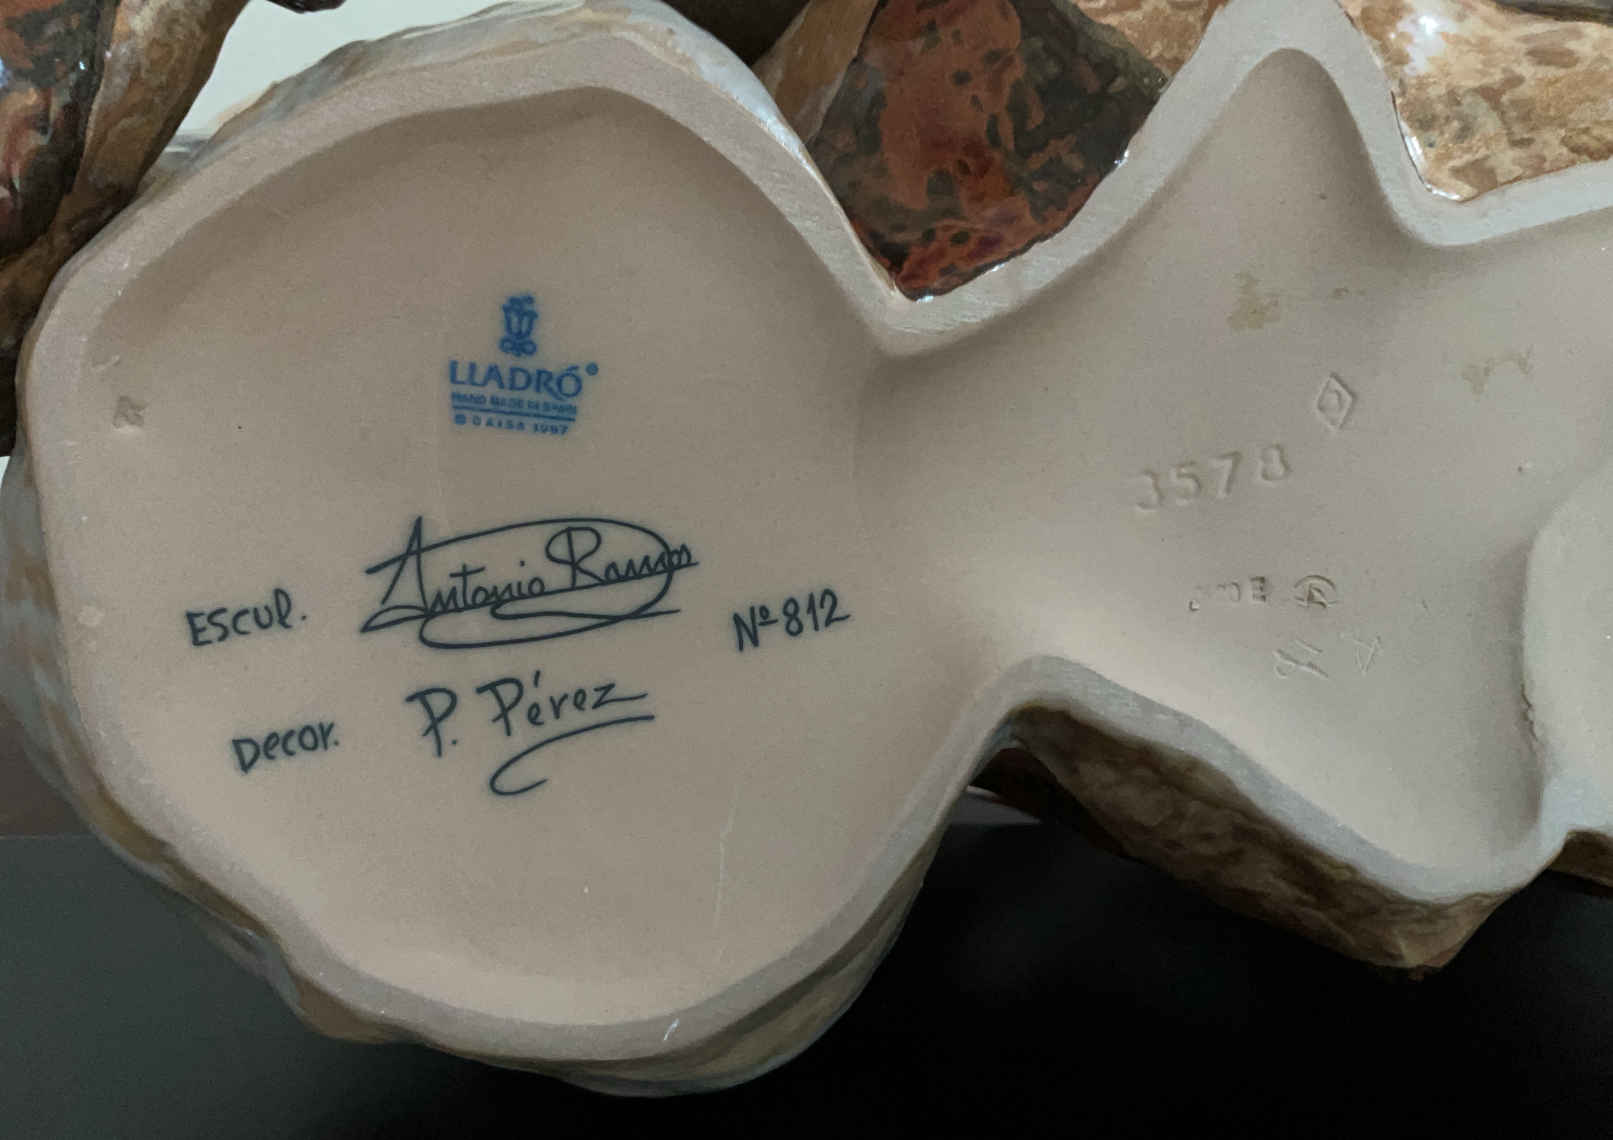 LLADRÓ®
HAND MADE IN SPAIN
© DAISA 1997
3578
ESCUL. Antonio Ramos Nº 812
Decor. P. Pérez